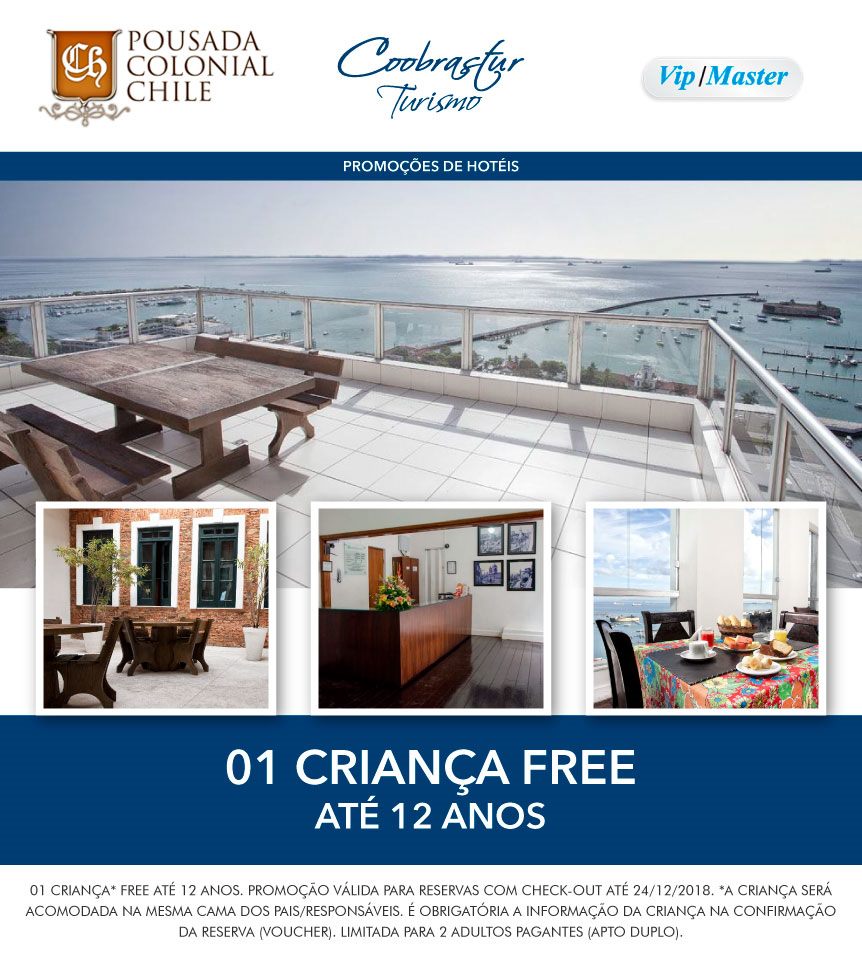 Ch
POUSADA
COLONIAL
CHILE
Coobrastur
Turismo
Vip/Master
PROMOÇÕES DE HOTÉIS
01 CRIANÇA FREE
ATÉ 12 ANOS
01 CRIANÇA* FREE ATÉ 12 ANOS. PROMOÇÃO VÁLIDA PARA RESERVAS COM CHECK-OUT ATÉ 24/12/2018. *A CRIANÇA SERÁ
ACOMODADA NA MESMA CAMA DOS PAIS/RESPONSÁVEIS. É OBRIGATÓRIA A INFORMAÇÃO DA CRIANÇA NA CONFIRMAÇÃO
DA RESERVA (VOUCHER). LIMITADA PARA 2 ADULTOS PAGANTES (APTO DUPLO).